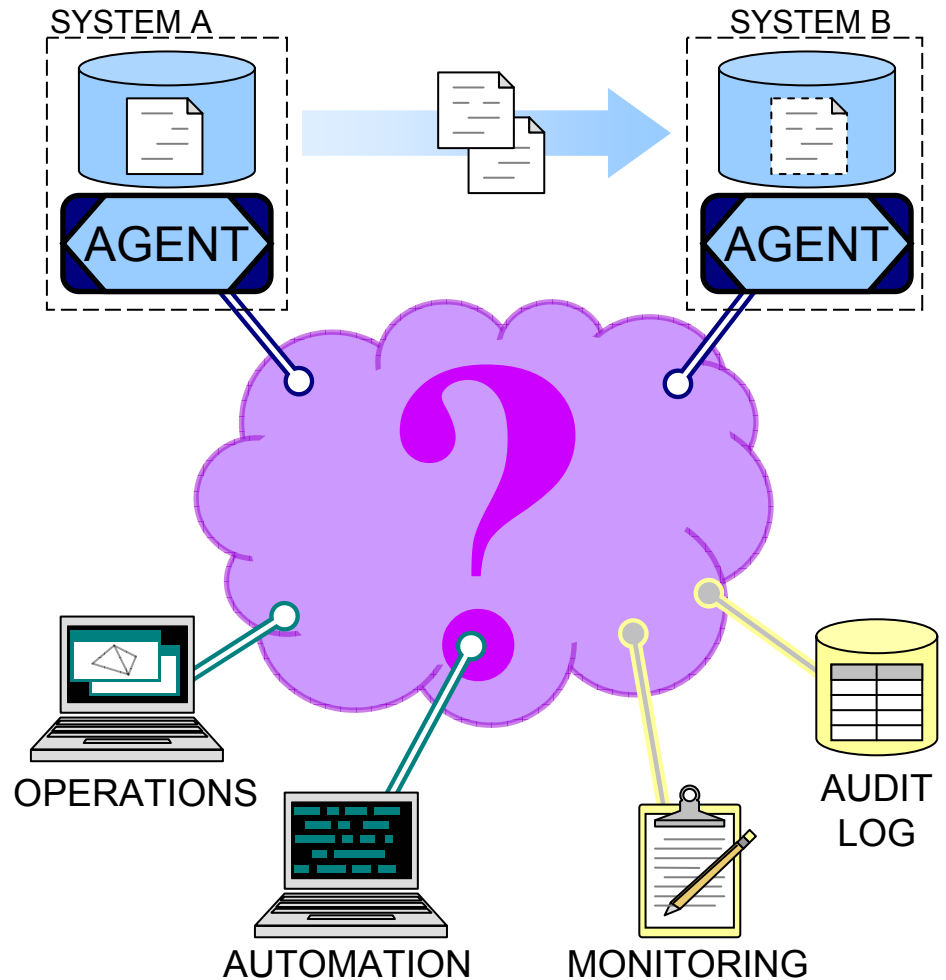 SYSTEM A
SYSTEM B
AGENT
AGENT
?
OPERATIONS
AUTOMATION
MONITORING
AUDIT
LOG